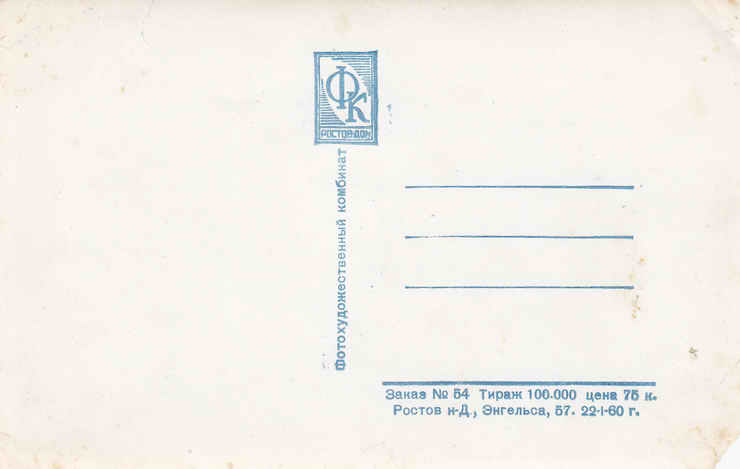 ФК
РОСТОВ-ДОН
Фотохудожественный комбинат
Заказ № 54 Тираж 100.000 цена 75 к.
Ростов н-Д., Энгельса, 57. 22-I-60 г.